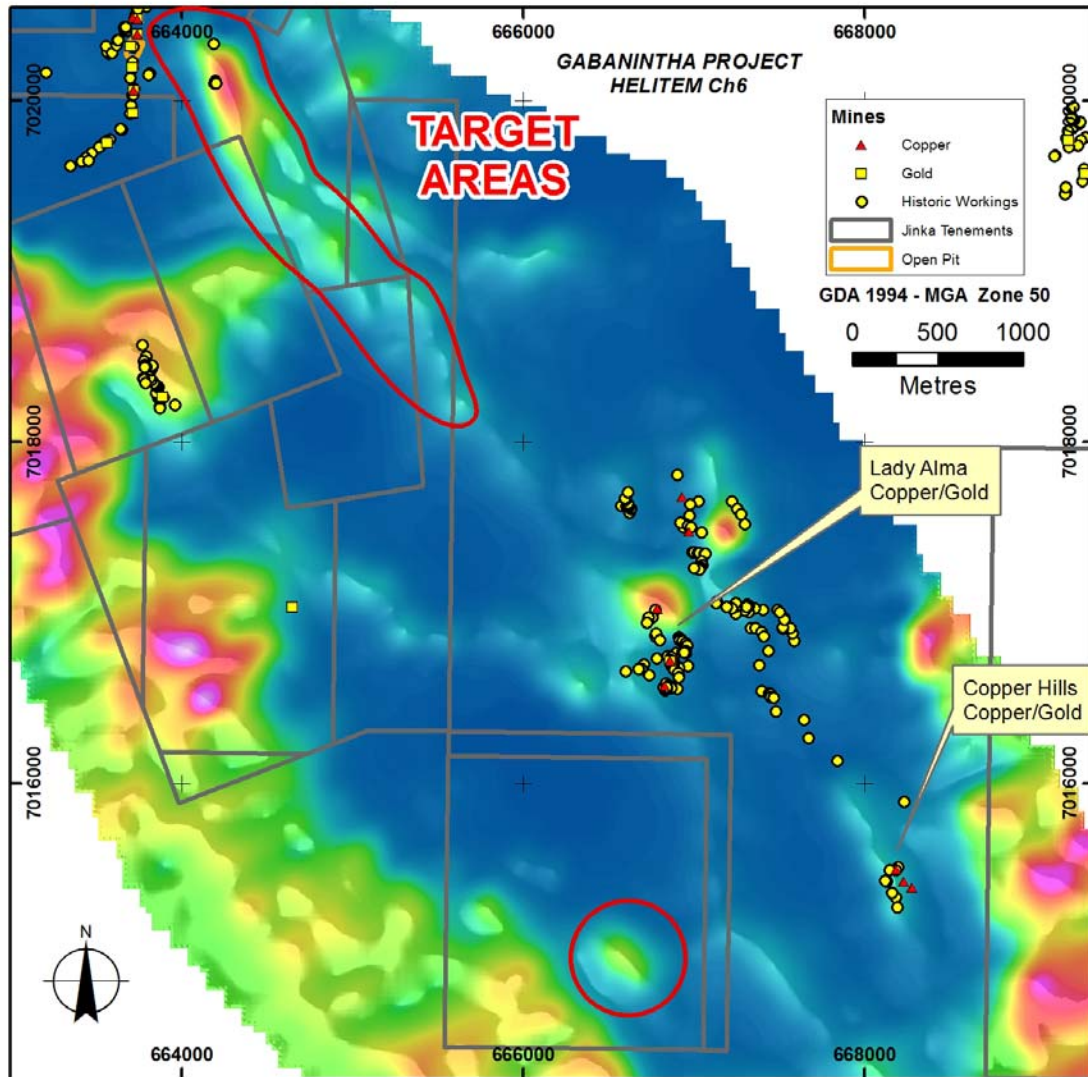 664000
666000
668000
GABANINTHA PROJECT
HELITEM Ch6
7020000
TARGET
AREAS
Mines
Copper
Gold
Historic Workings
Jinka Tenements
Open Pit
GDA 1994 - MGA Zone 50
0 500 1000
Metres
7018000
7018000
Lady Alma
Copper/Gold
Copper Hills
Copper/Gold
7016000
7016000
N
664000
666000
668000